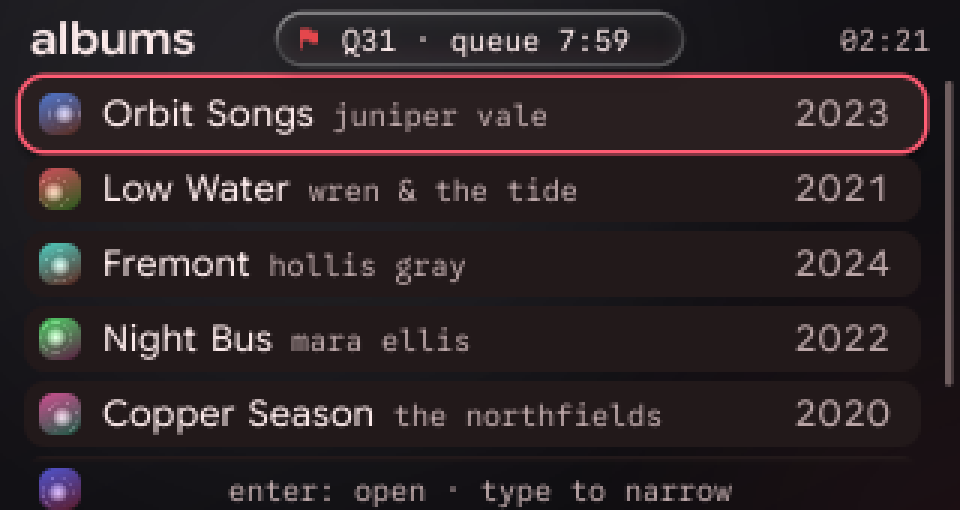 albums
Q31 · queue 7:59
02:21
Orbit Songs juniper vale 2023
Low Water wren & the tide 2021
Fremont hollis gray 2024
Night Bus mara ellis 2022
Copper Season the northfields 2020
enter: open · type to narrow